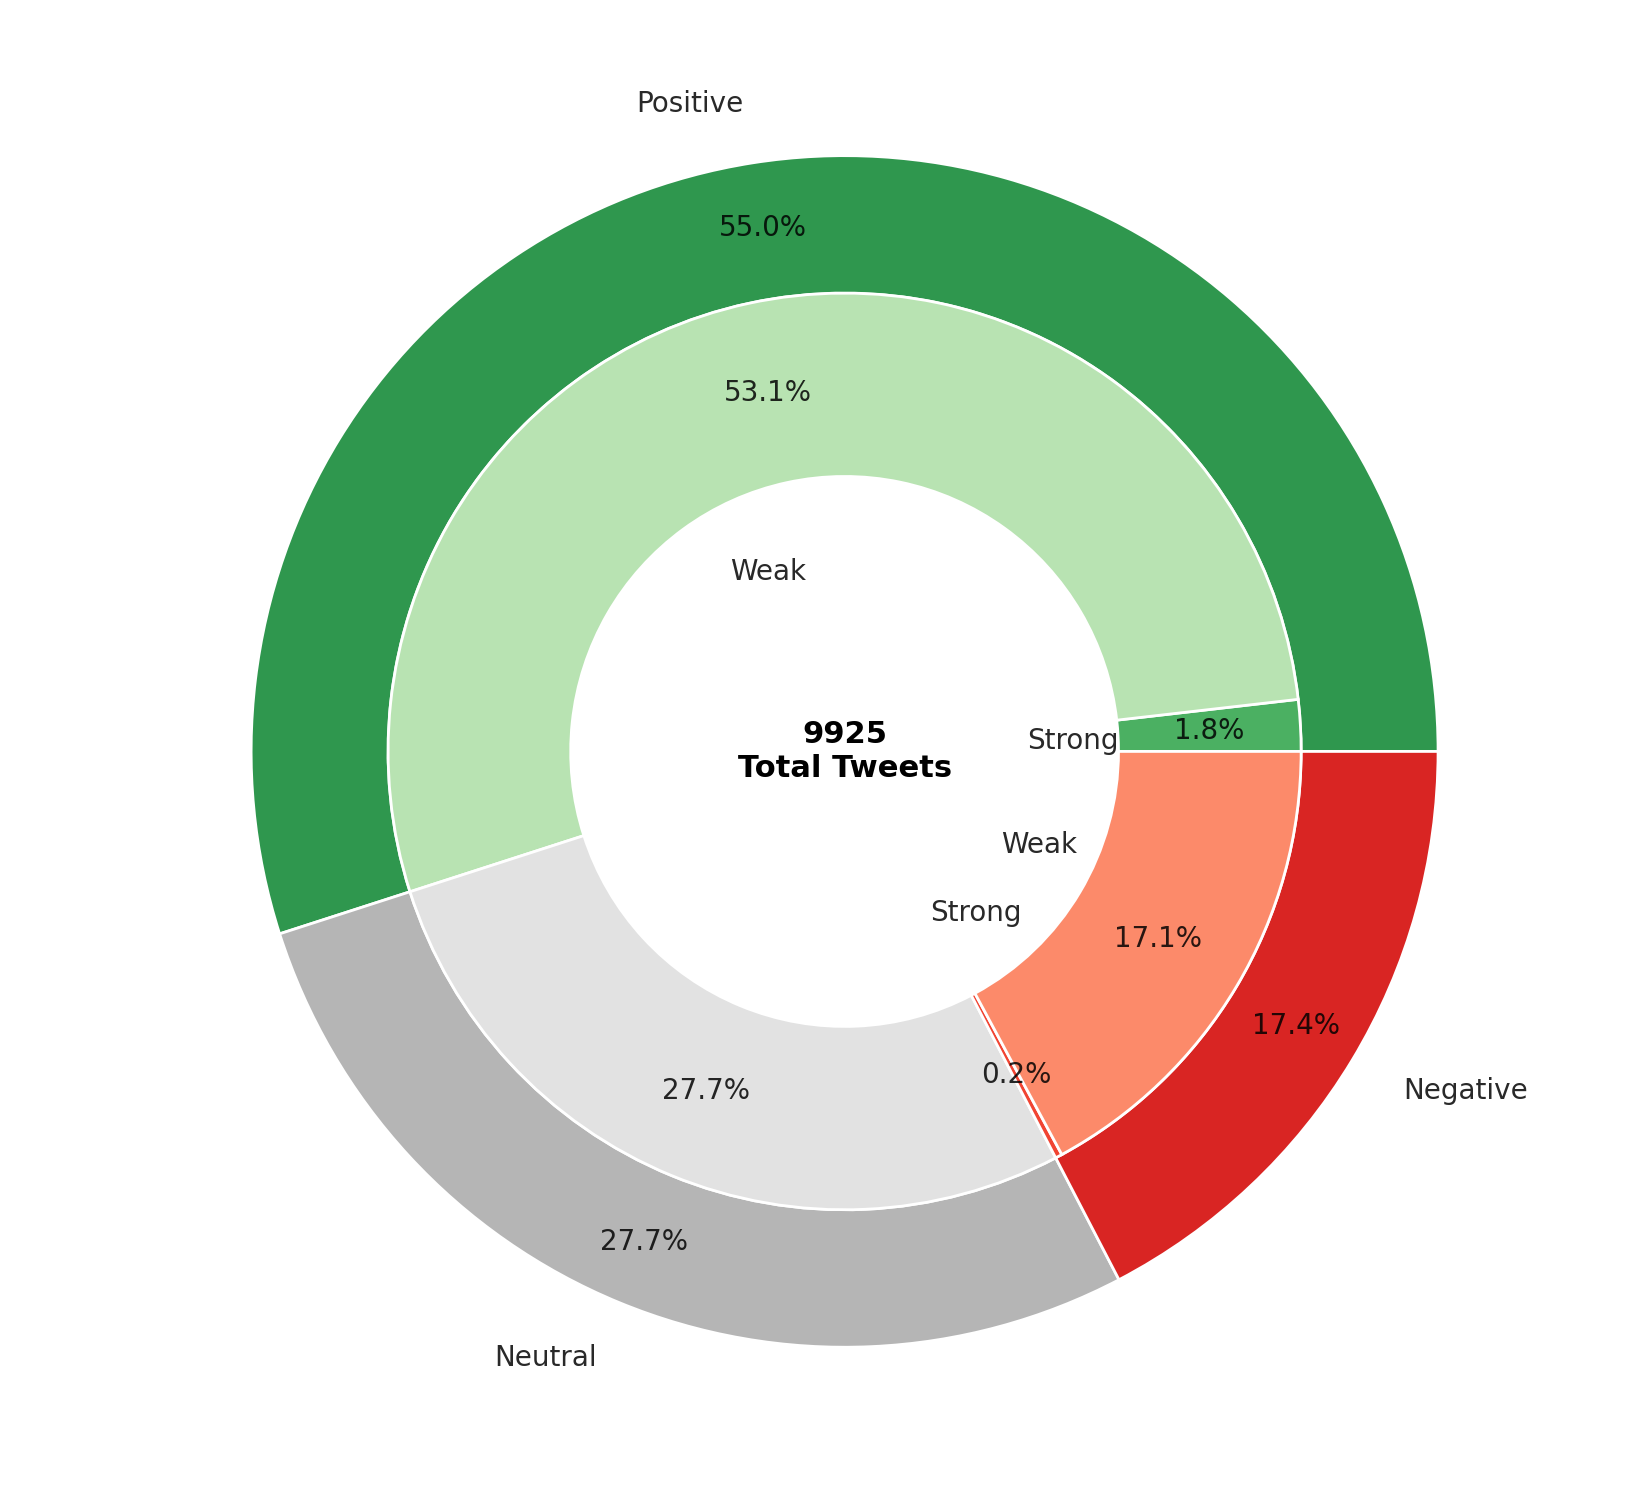 Positive
55.0%
53.1%
Weak
9925
Total Tweets
Strong
1.8%
Weak
Strong
17.1%
17.4%
0.2%
27.7%
Negative
27.7%
Neutral